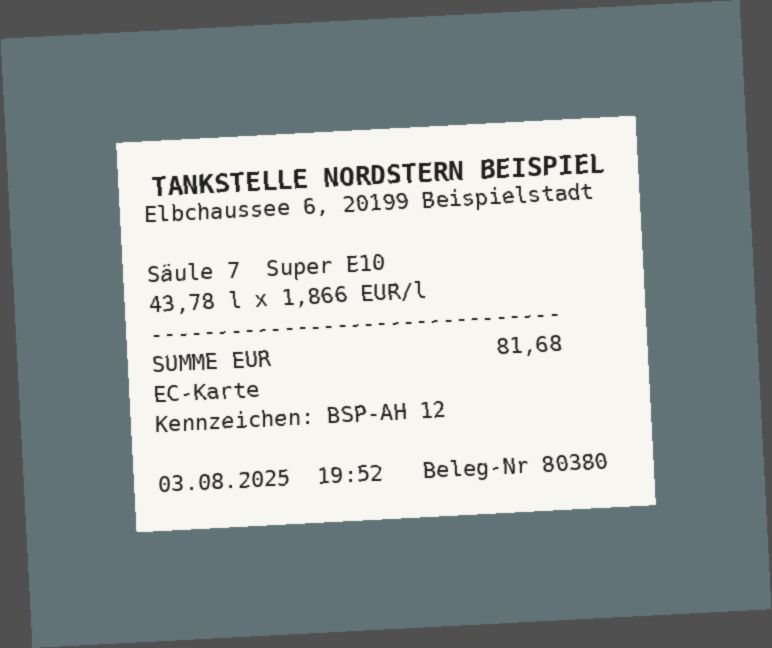 TANKSTELLE NORDSTERN BEISPIEL
Elbchaussee 6, 20199 Beispielstadt
Säule 7  Super E10
43,78 l x 1,866 EUR/l
-------------------------------
SUMME EUR                 81,68
EC-Karte
Kennzeichen: BSP-AH 12
03.08.2025  19:52   Beleg-Nr 80380